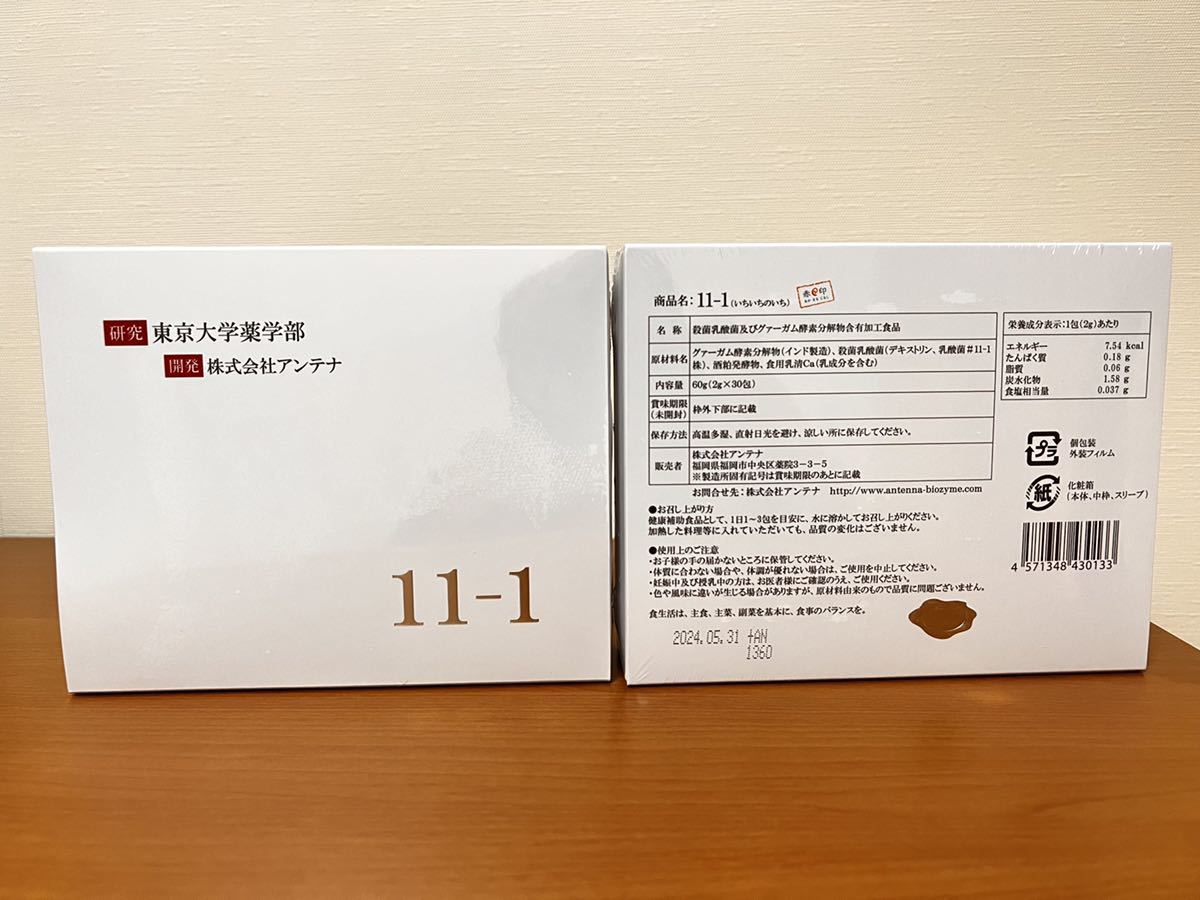 研究 東京大学薬学部
開発 株式会社アンテナ
11-1
商品名: 11-1(いちいちのいち)
赤e印
名 称 殺菌乳酸菌及びグァーガム酵素分解物含有加工食品
原材料名 グァーガム酵素分解物(インド製造)、殺菌乳酸菌(デキストリン、乳酸菌#11-1
株)、酒粕発酵物、食用乳清Ca(乳成分を含む)
内容量 60g(2g×30包)
賞味期限
(未開封) 枠外下部に記載
保存方法 高温多湿、直射日光を避け、涼しい所に保存してください。
販売者 株式会社アンテナ
福岡県福岡市中央区薬院3-3-5
※製造所固有記号は賞味期限のあとに記載
お問合せ先:株式会社アンテナ http://www.antenna-biozyme.com
●お召し上がり方
健康補助食品として、1日1~3包を目安に、水に溶かしてお召し上がりください。
加熱した料理等に入れていただいても、品質の変化はございません。
●使用上のご注意
・お子様の手の届かないところに保管してください。
・体質に合わない場合や、体調が優れない場合は、ご使用を中止してください。
・妊娠中及び授乳中の方は、お医者様にご確認のうえ、ご使用ください。
・色や風味に違いが生じる場合がありますが、原材料由来のもので品質に問題ございません。
食生活は、主食、主菜、副菜を基本に、食事のバランスを。
2024.05.31 +AN
1360
栄養成分表示:1包(2g)あたり
エネルギー 7.54 kcal
たんぱく質 0.18 g
脂質 0.06 g
炭水化物 1.58 g
食塩相当量 0.037 g
プラ 個包装
外装フィルム
紙 化粧箱
(本体、中枠、スリーブ)
4 571348 430133